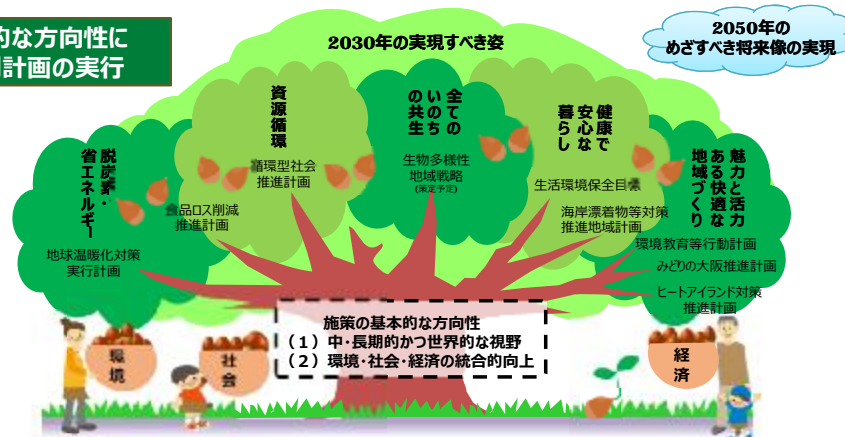 的な方向性に
計画の実行
2030年の実現すべき姿
2050年の
めざすべき将来像の実現
脱炭素・
省エネルギー
地球温暖化対策
実行計画
資源循環
循環型社会
推進計画
食品ロス削減
推進計画
全ての
いのち
の共生
生物多様性
地域戦略
(策定予定)
健康で
安心な
暮らし
生活環境保全目標
海岸漂着物等対策
推進地域計画
魅力と活力
ある快適な
地域づくり
環境教育等行動計画
みどりの大阪推進計画
ヒートアイランド対策
推進計画
施策の基本的な方向性
(1)中・長期的かつ世界的な視野
(2)環境・社会・経済の統合的向上
環境
社会
経済